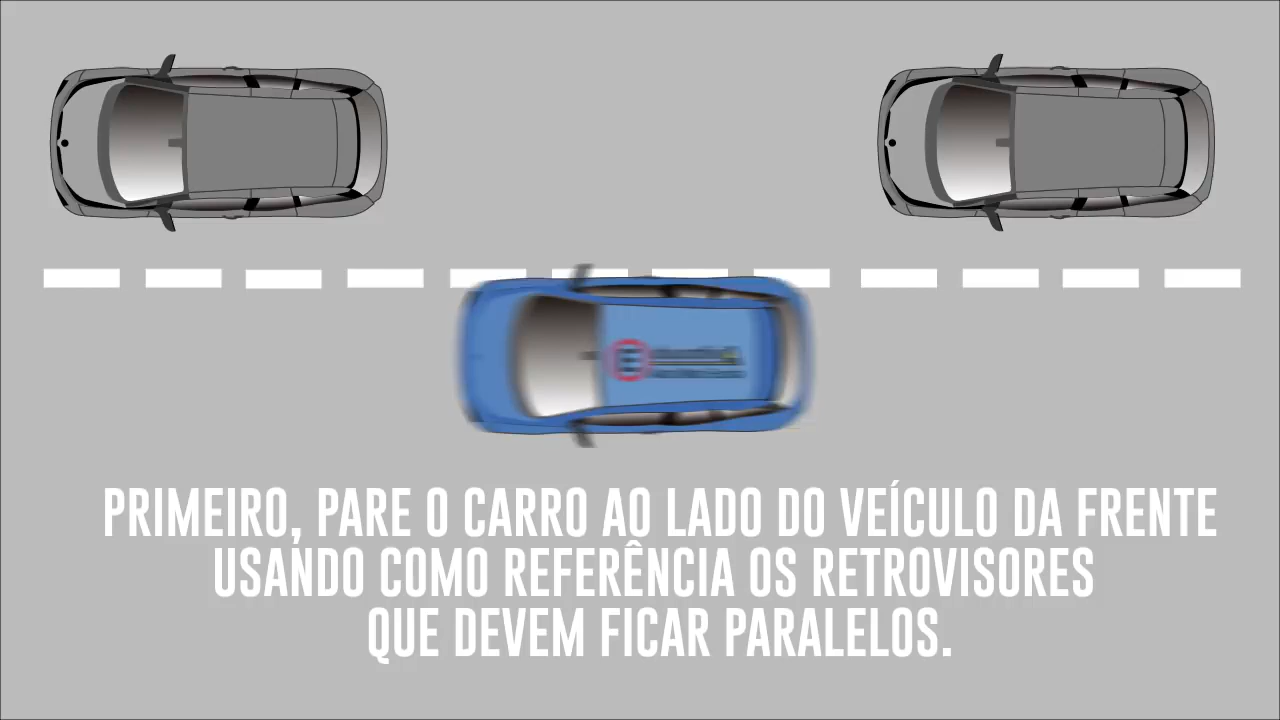 PRIMEIRO, PARE O CARRO AO LADO DO VEÍCULO DA FRENTE
USANDO COMO REFERÊNCIA OS RETROVISORES
QUE DEVEM FICAR PARALELOS.